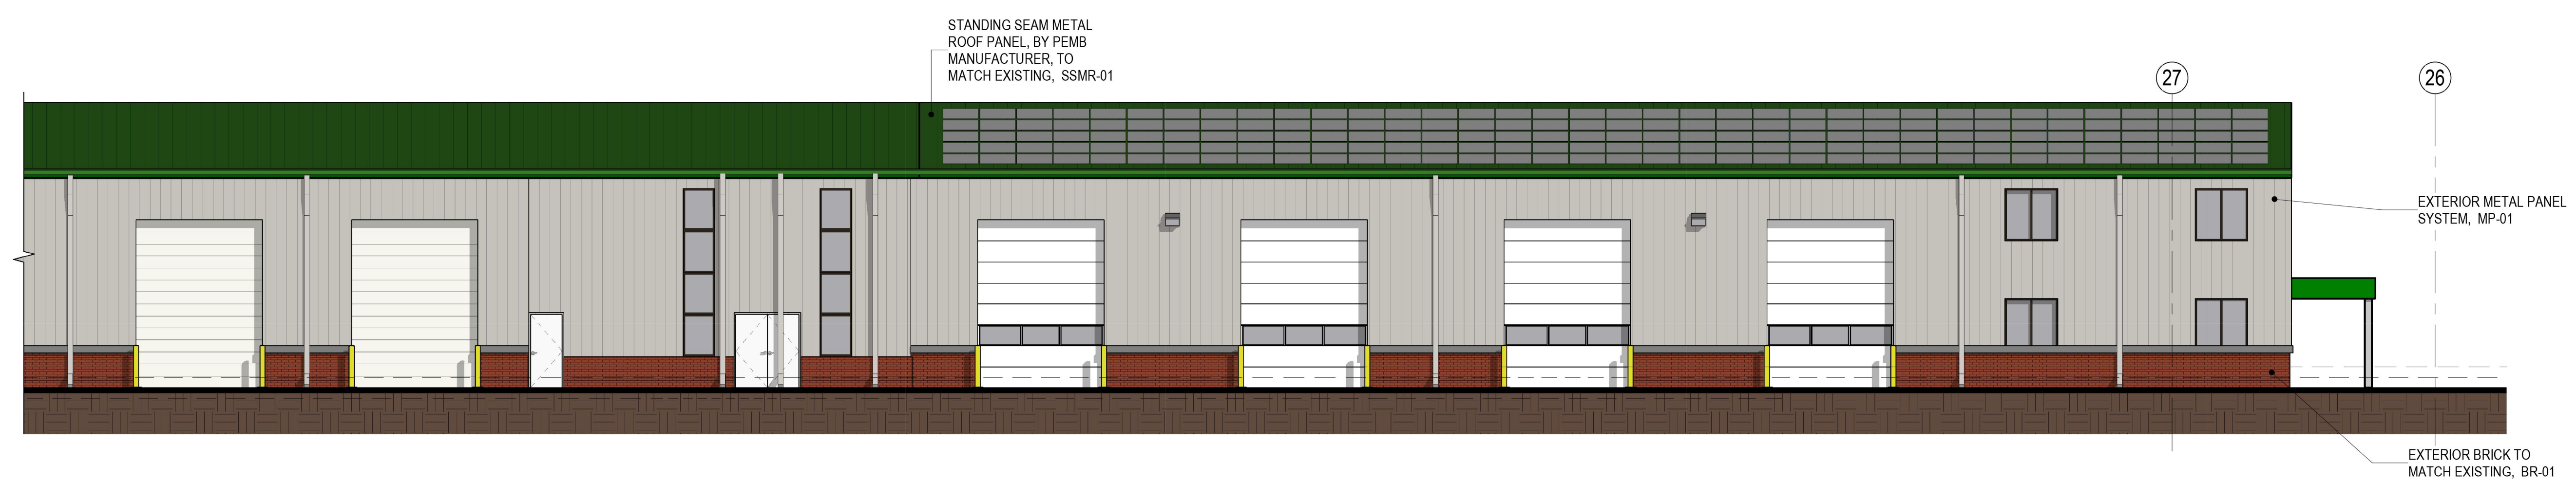 STANDING SEAM METAL
ROOF PANEL, BY PEMB
MANUFACTURER, TO
MATCH EXISTING, SSMR-01
27
26
EXTERIOR METAL PANEL
SYSTEM, MP-01
EXTERIOR BRICK TO
MATCH EXISTING, BR-01